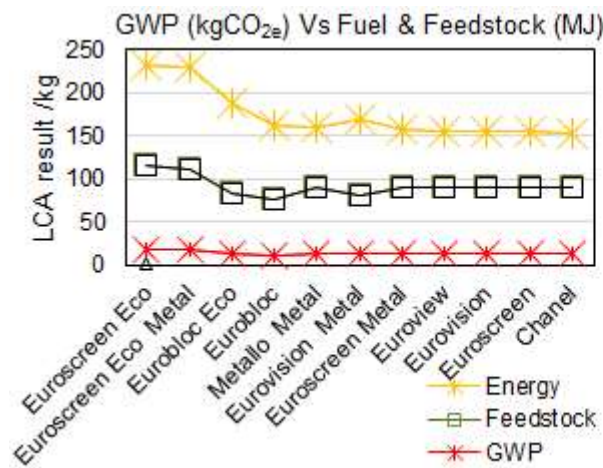 GWP (kgCO2e) Vs Fuel & Feedstock (MJ)
LCA result /kg
250
200
150
100
50
0
Euroscreen Eco
Euroscreen Eco Metal
Eurobloc Eco
Eurobloc
Metallo Metal
Eurovision Metal
Euroscreen Metal
Euroview
Eurovision
Euroscreen
Chanel
Energy
Feedstock
GWP